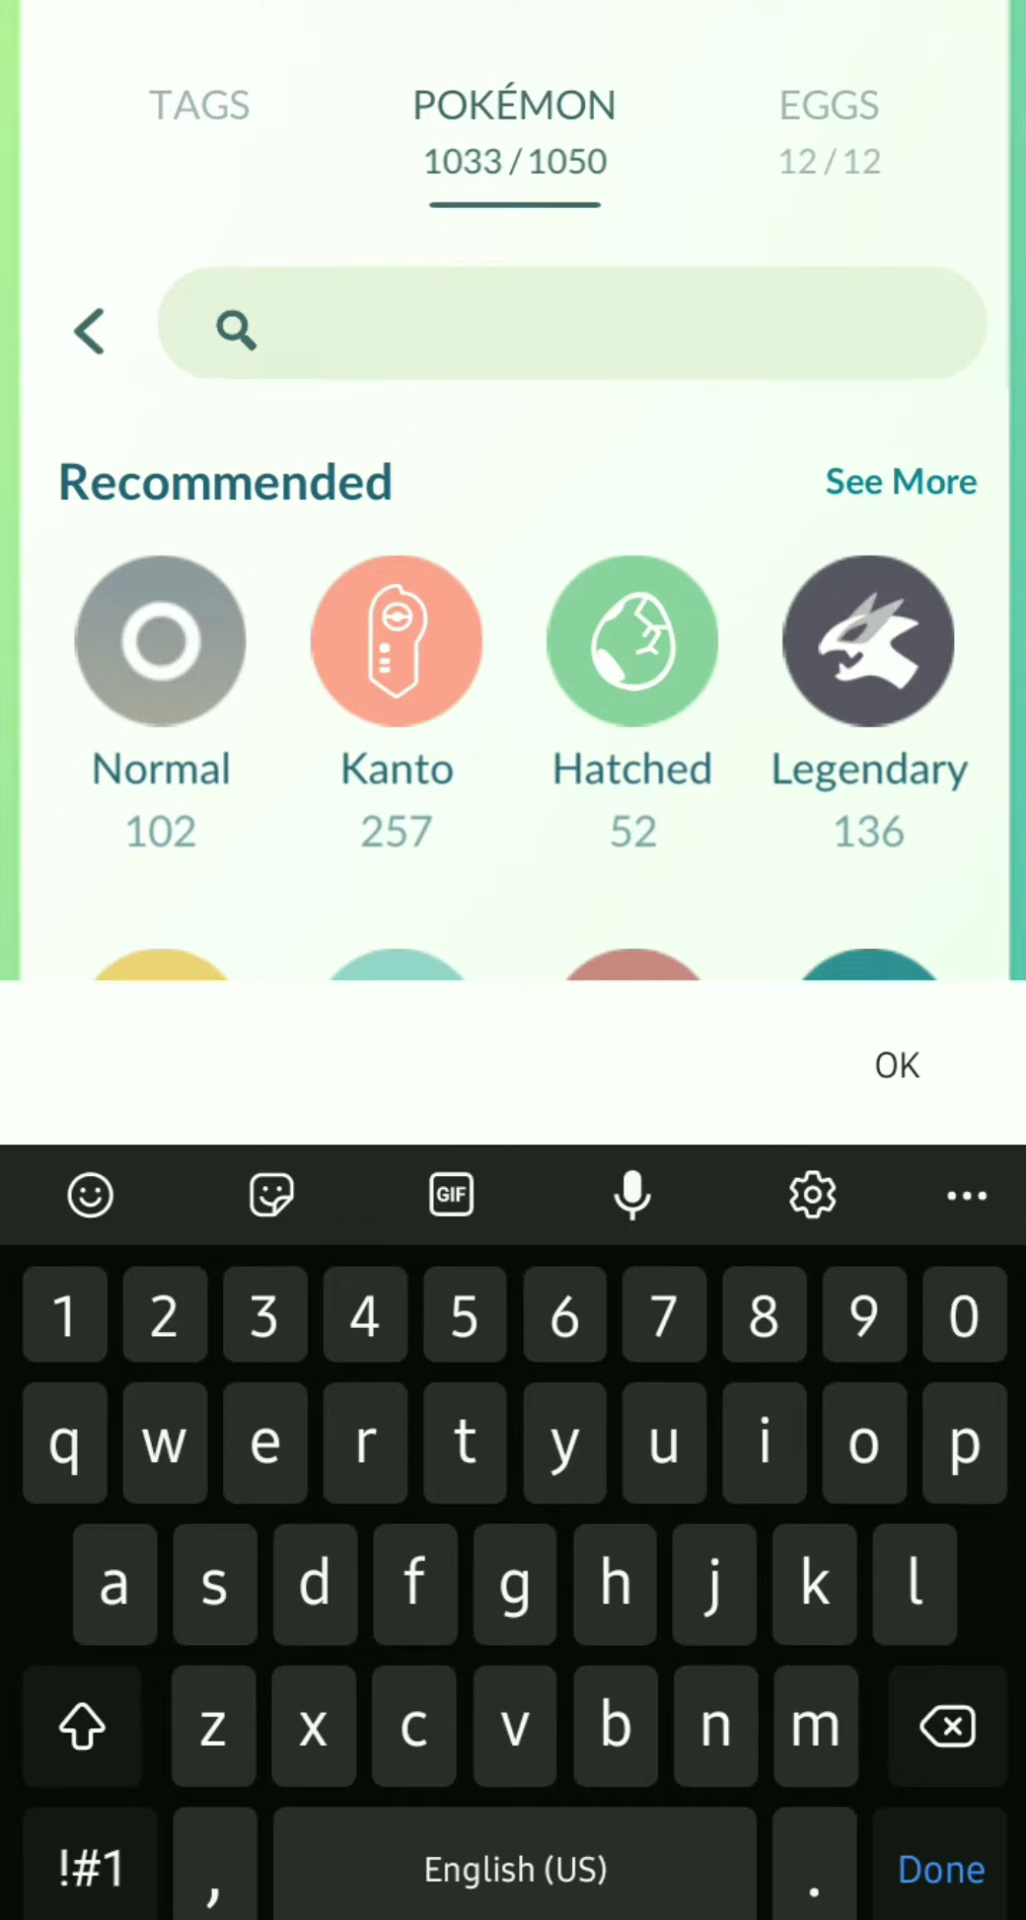 TAGS POKÉMON EGGS
1033 / 1050 12 / 12
Recommended See More
Normal Kanto Hatched Legendary
102 257 52 136
OK
GIF
1 2 3 4 5 6 7 8 9 0
q w e r t y u i o p
a s d f g h j k l
z x c v b n m
!#1 , English (US) . Done